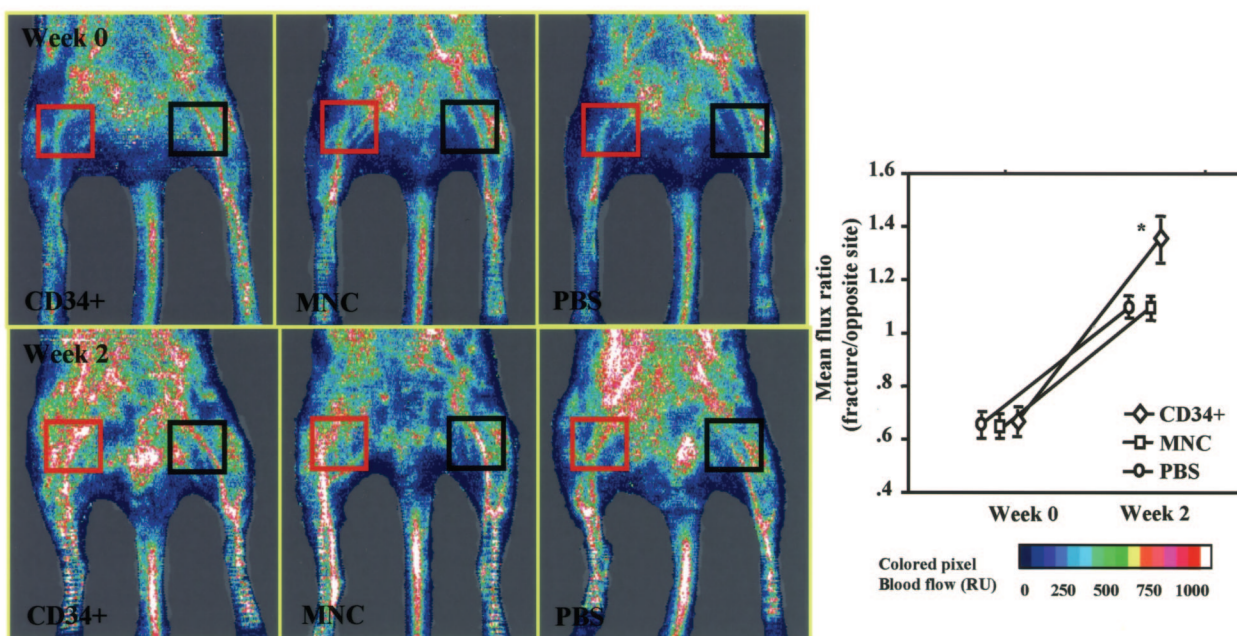 Week 0
CD34+
MNC
PBS
Week 2
CD34+
MNC
PBS
Mean flux ratio
(fracture/opposite site)
1.6
1.4
1.2
1
.8
.6
.4
*
CD34+
MNC
PBS
Week 0
Week 2
Colored pixel
Blood flow (RU)
0
250
500
750
1000